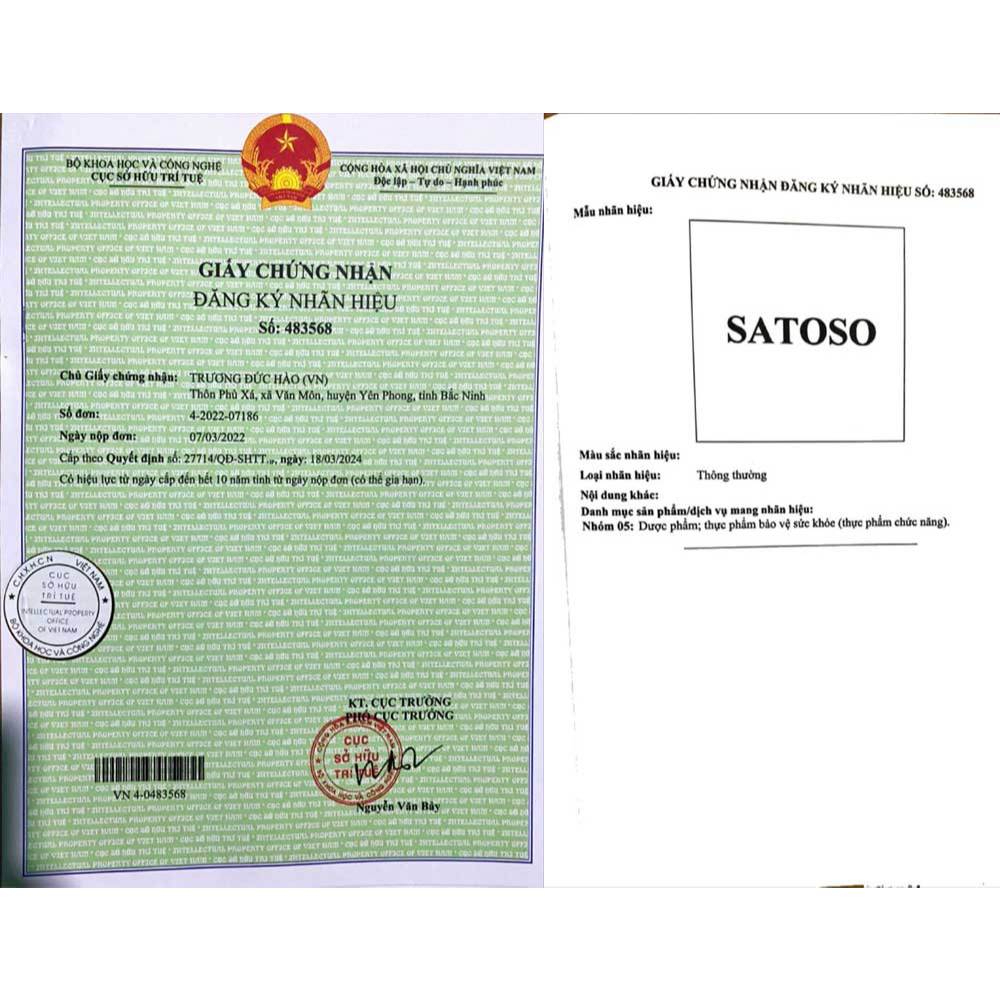 BỘ KHOA HỌC VÀ CÔNG NGHỆ
CỤC SỞ HỮU TRÍ TUỆ
CỘNG HÒA XÃ HỘI CHỦ NGHĨA VIỆT NAM
Độc lập – Tự do – Hạnh phúc
GIẤY CHỨNG NHẬN
ĐĂNG KÝ NHÃN HIỆU
Số: 483568
Chủ Giấy chứng nhận: TRƯƠNG ĐỨC HÀO (VN)
Thôn Phù Xá, xã Văn Môn, huyện Yên Phong, tỉnh Bắc Ninh
Số đơn: 4-2022-07186
Ngày nộp đơn: 07/03/2022
Cấp theo Quyết định số: 27714/QĐ-SHTT.IP, ngày: 18/03/2024
Có hiệu lực từ ngày cấp đến hết 10 năm tính từ ngày nộp đơn (có thể gia hạn).
C.H.X.H.C.N VIỆT NAM
CỤC
SỞ HỮU
TRÍ TUỆ
INTELLECTUAL PROPERTY
OFFICE
OF VIET NAM
BỘ KHOA HỌC VÀ CÔNG NGHỆ
KT. CỤC TRƯỞNG
PHÓ CỤC TRƯỞNG
CỤC
SỞ HỮU
TRÍ TUỆ
Nguyễn Văn Bảy
VN 4-0483568
GIẤY CHỨNG NHẬN ĐĂNG KÝ NHÃN HIỆU SỐ: 483568
Mẫu nhãn hiệu:
SATOSO
Màu sắc nhãn hiệu:
Loại nhãn hiệu: Thông thường
Nội dung khác:
Danh mục sản phẩm/dịch vụ mang nhãn hiệu:
Nhóm 05: Dược phẩm; thực phẩm bảo vệ sức khỏe (thực phẩm chức năng).